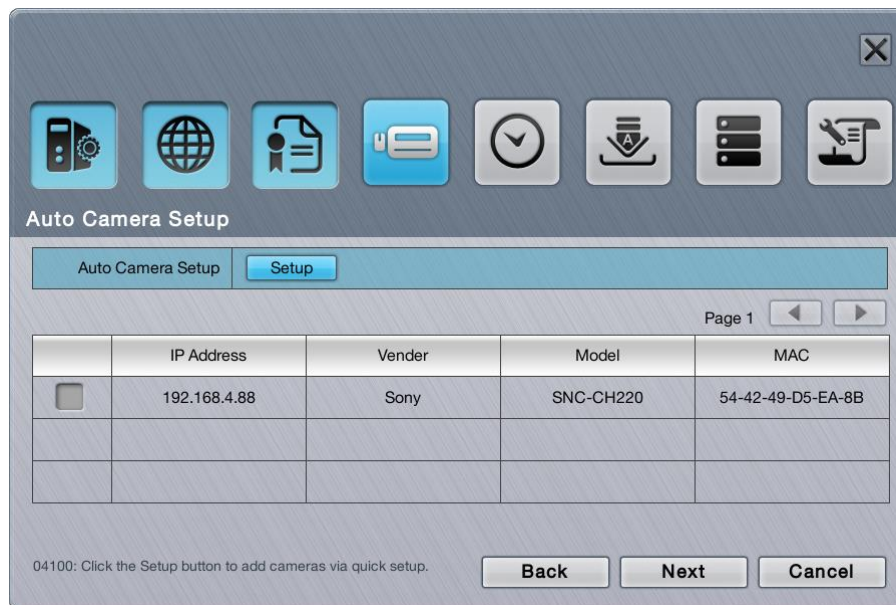 Auto Camera Setup
Auto Camera Setup Setup
Page 1
IP Address Vender Model MAC
192.168.4.88 Sony SNC-CH220 54-42-49-D5-EA-8B
04100: Click the Setup button to add cameras via quick setup.
Back Next Cancel